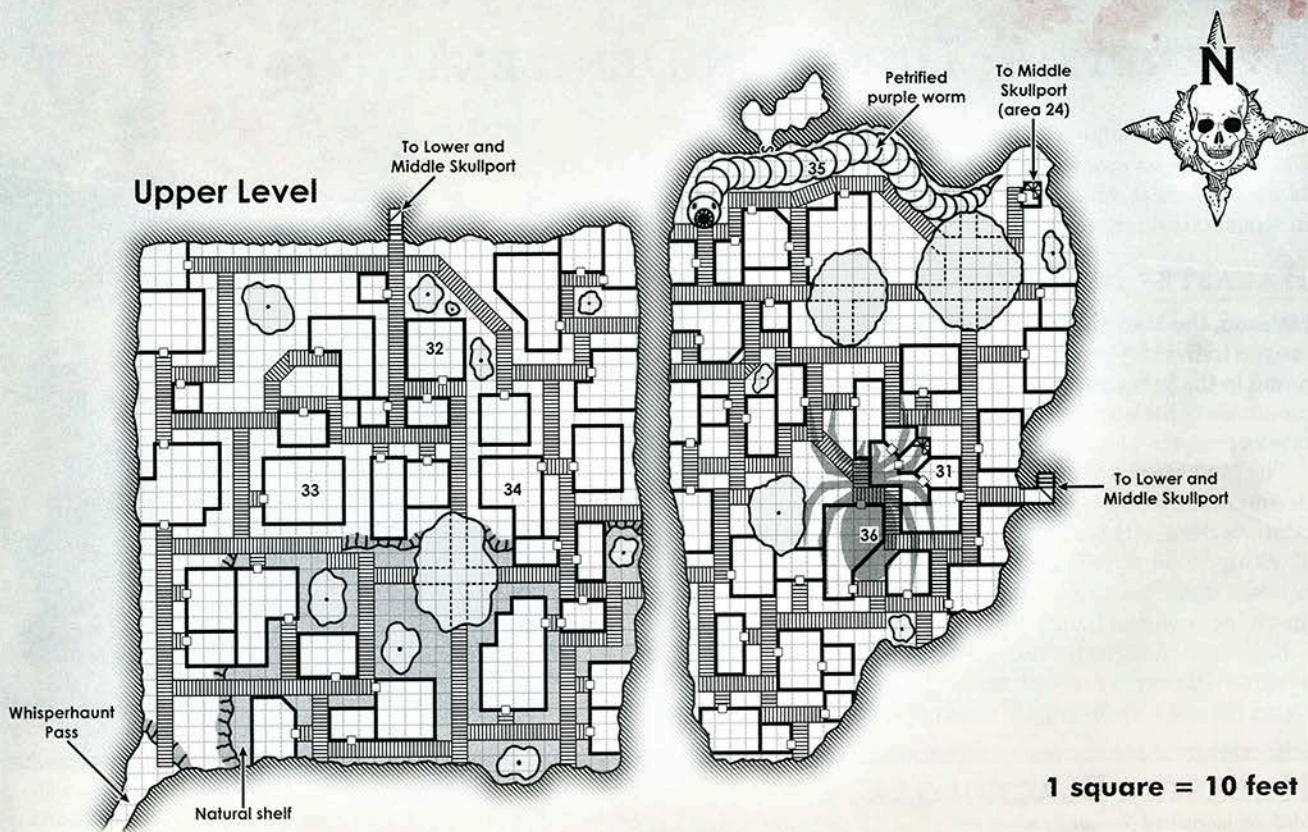 Petrified
purple worm
To Middle
Skullport
(area 24)
N
To Lower and
Middle Skullport
Upper Level
35
S
32
33
34
31
To Lower and
Middle Skullport
36
Whisperhaunt
Pass
Natural shelf
1 square = 10 feet